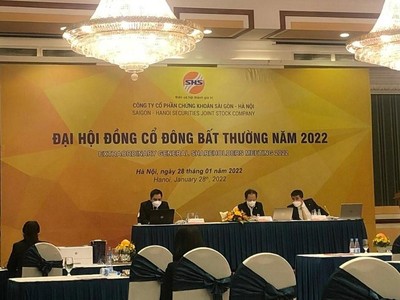 SHS
CÔNG TY CỔ PHẦN CHỨNG KHOÁN SÀI GÒN - HÀ NỘI
SAIGON - HANOI SECURITIES JOINT STOCK COMPANY
ĐẠI HỘI ĐỒNG CỔ ĐÔNG BẤT THƯỜNG NĂM 2022
EXTRAORDINARY GENERAL SHAREHOLDERS MEETING 2022
Hà Nội, ngày 28 tháng 01 năm 2022
Hanoi, January 28th, 2022